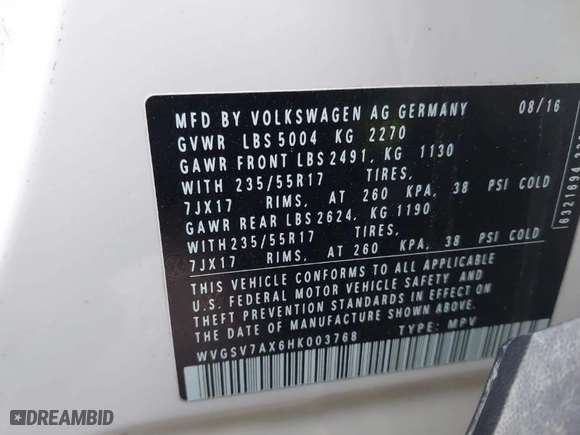 MFD BY VOLKSWAGEN AG GERMANY 08/16
GVWR LBS 5004 KG 2270
GAWR FRONT LBS 2491, KG 1130
WITH 235/55R17 TIRES,
7JX17 RIMS, AT 260 KPA, 38 PSI COLD
GAWR REAR LBS 2624, KG 1190
WITH 235/55R17 TIRES,
7JX17 RIMS, AT 260 KPA, 38 PSI COLD
THIS VEHICLE CONFORMS TO ALL APPLICABLE
U.S. FEDERAL MOTOR VEHICLE SAFETY AND
THEFT PREVENTION STANDARDS IN EFFECT ON
THE DATE OF MANUFACTURE SHOWN ABOVE
WVGSV7AX6HK003768 TYPE: MPV
DREAMBID